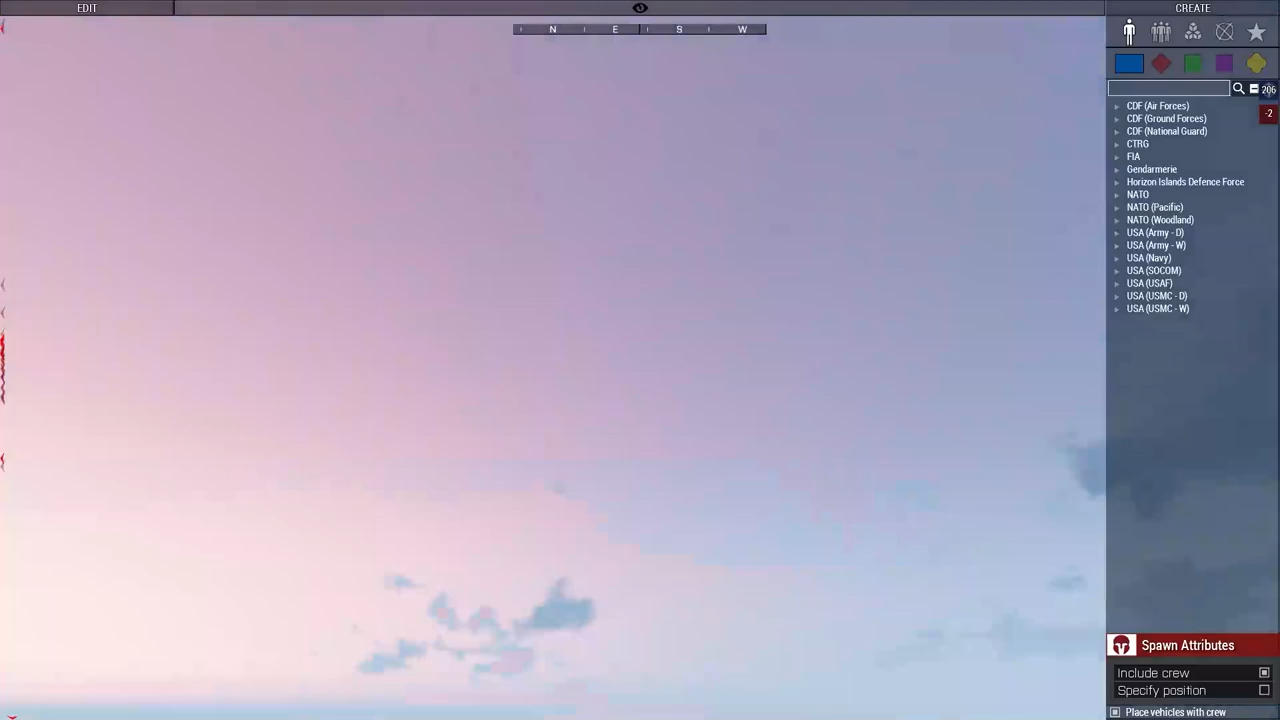 EDIT
CREATE
N E S W
206
-2
CDF (Air Forces)
CDF (Ground Forces)
CDF (National Guard)
CTRG
FIA
Gendarmerie
Horizon Islands Defence Force
NATO
NATO (Pacific)
NATO (Woodland)
USA (Army - D)
USA (Army - W)
USA (Navy)
USA (SOCOM)
USA (USAF)
USA (USMC - D)
USA (USMC - W)
Spawn Attributes
Include crew
Specify position
Place vehicles with crew